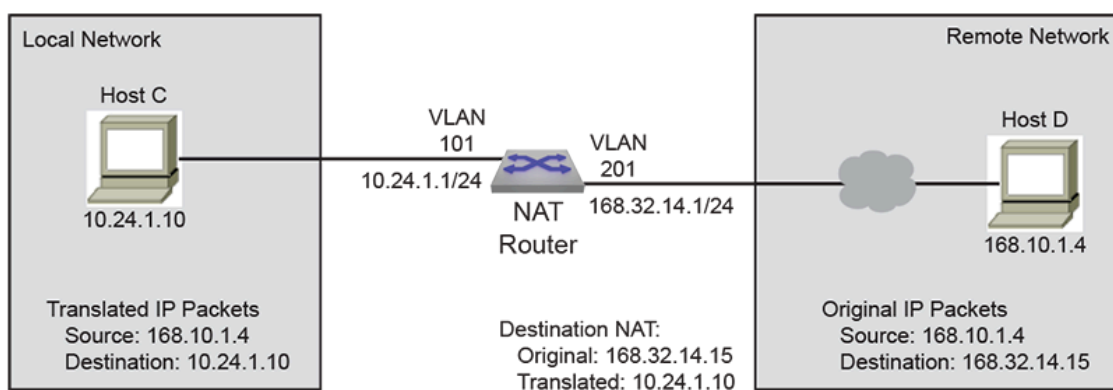 Local Network
Host C
10.24.1.10
Translated IP Packets
Source: 168.10.1.4
Destination: 10.24.1.10
VLAN
101
10.24.1.1/24
NAT
Router
VLAN
201
168.32.14.1/24
Destination NAT:
Original: 168.32.14.15
Translated: 10.24.1.10
Remote Network
Host D
168.10.1.4
Original IP Packets
Source: 168.10.1.4
Destination: 168.32.14.15